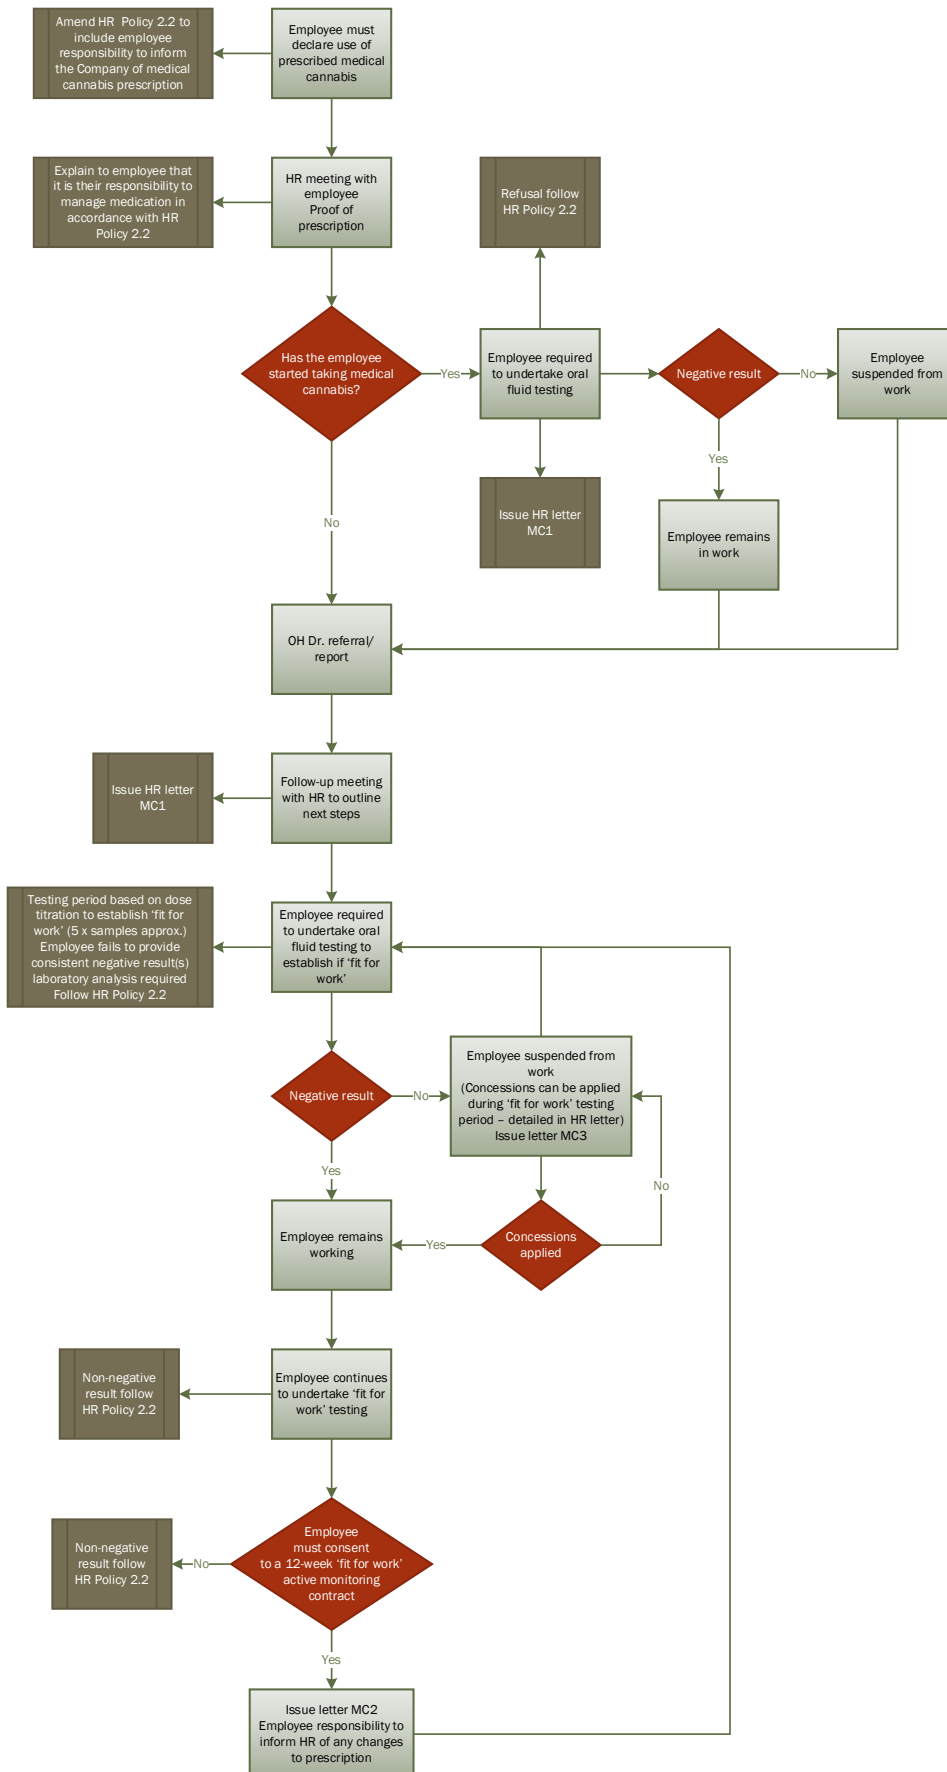 Amend HR Policy 2.2 to
include employee
responsibility to inform
the Company of medical
cannabis prescription
Employee must
declare use of
prescribed medical
cannabis
Explain to employee that
it is their responsibility to
manage medication in
accordance with HR
Policy 2.2
HR meeting with
employee
Proof of
prescription
Refusal follow
HR Policy 2.2
Has the employee
started taking medical
cannabis?
Yes
Employee required
to undertake oral
fluid testing
Negative result
No
Employee
suspended from
work
Yes
Issue HR letter
MC1
Employee remains
in work
No
OH Dr. referral/
report
Issue HR letter
MC1
Follow-up meeting
with HR to outline
next steps
Testing period based on dose
titration to establish ‘fit for
work’ (5 x samples approx.)
Employee fails to provide
consistent negative result(s)
laboratory analysis required
Follow HR Policy 2.2
Employee required
to undertake oral
fluid testing to
establish if ‘fit for
work’
Negative result
No
Employee suspended from
work
(Concessions can be applied
during ‘fit for work’ testing
period – detailed in HR letter)
Issue letter MC3
Yes
No
Employee remains
working
Yes
Concessions
applied
Non-negative
result follow
HR Policy 2.2
Employee continues
to undertake ‘fit for
work’ testing
Non-negative
result follow
HR Policy 2.2
No
Employee
must consent
to a 12-week ‘fit for work’
active monitoring
contract
Yes
Issue letter MC2
Employee responsibility to
inform HR of any changes
to prescription